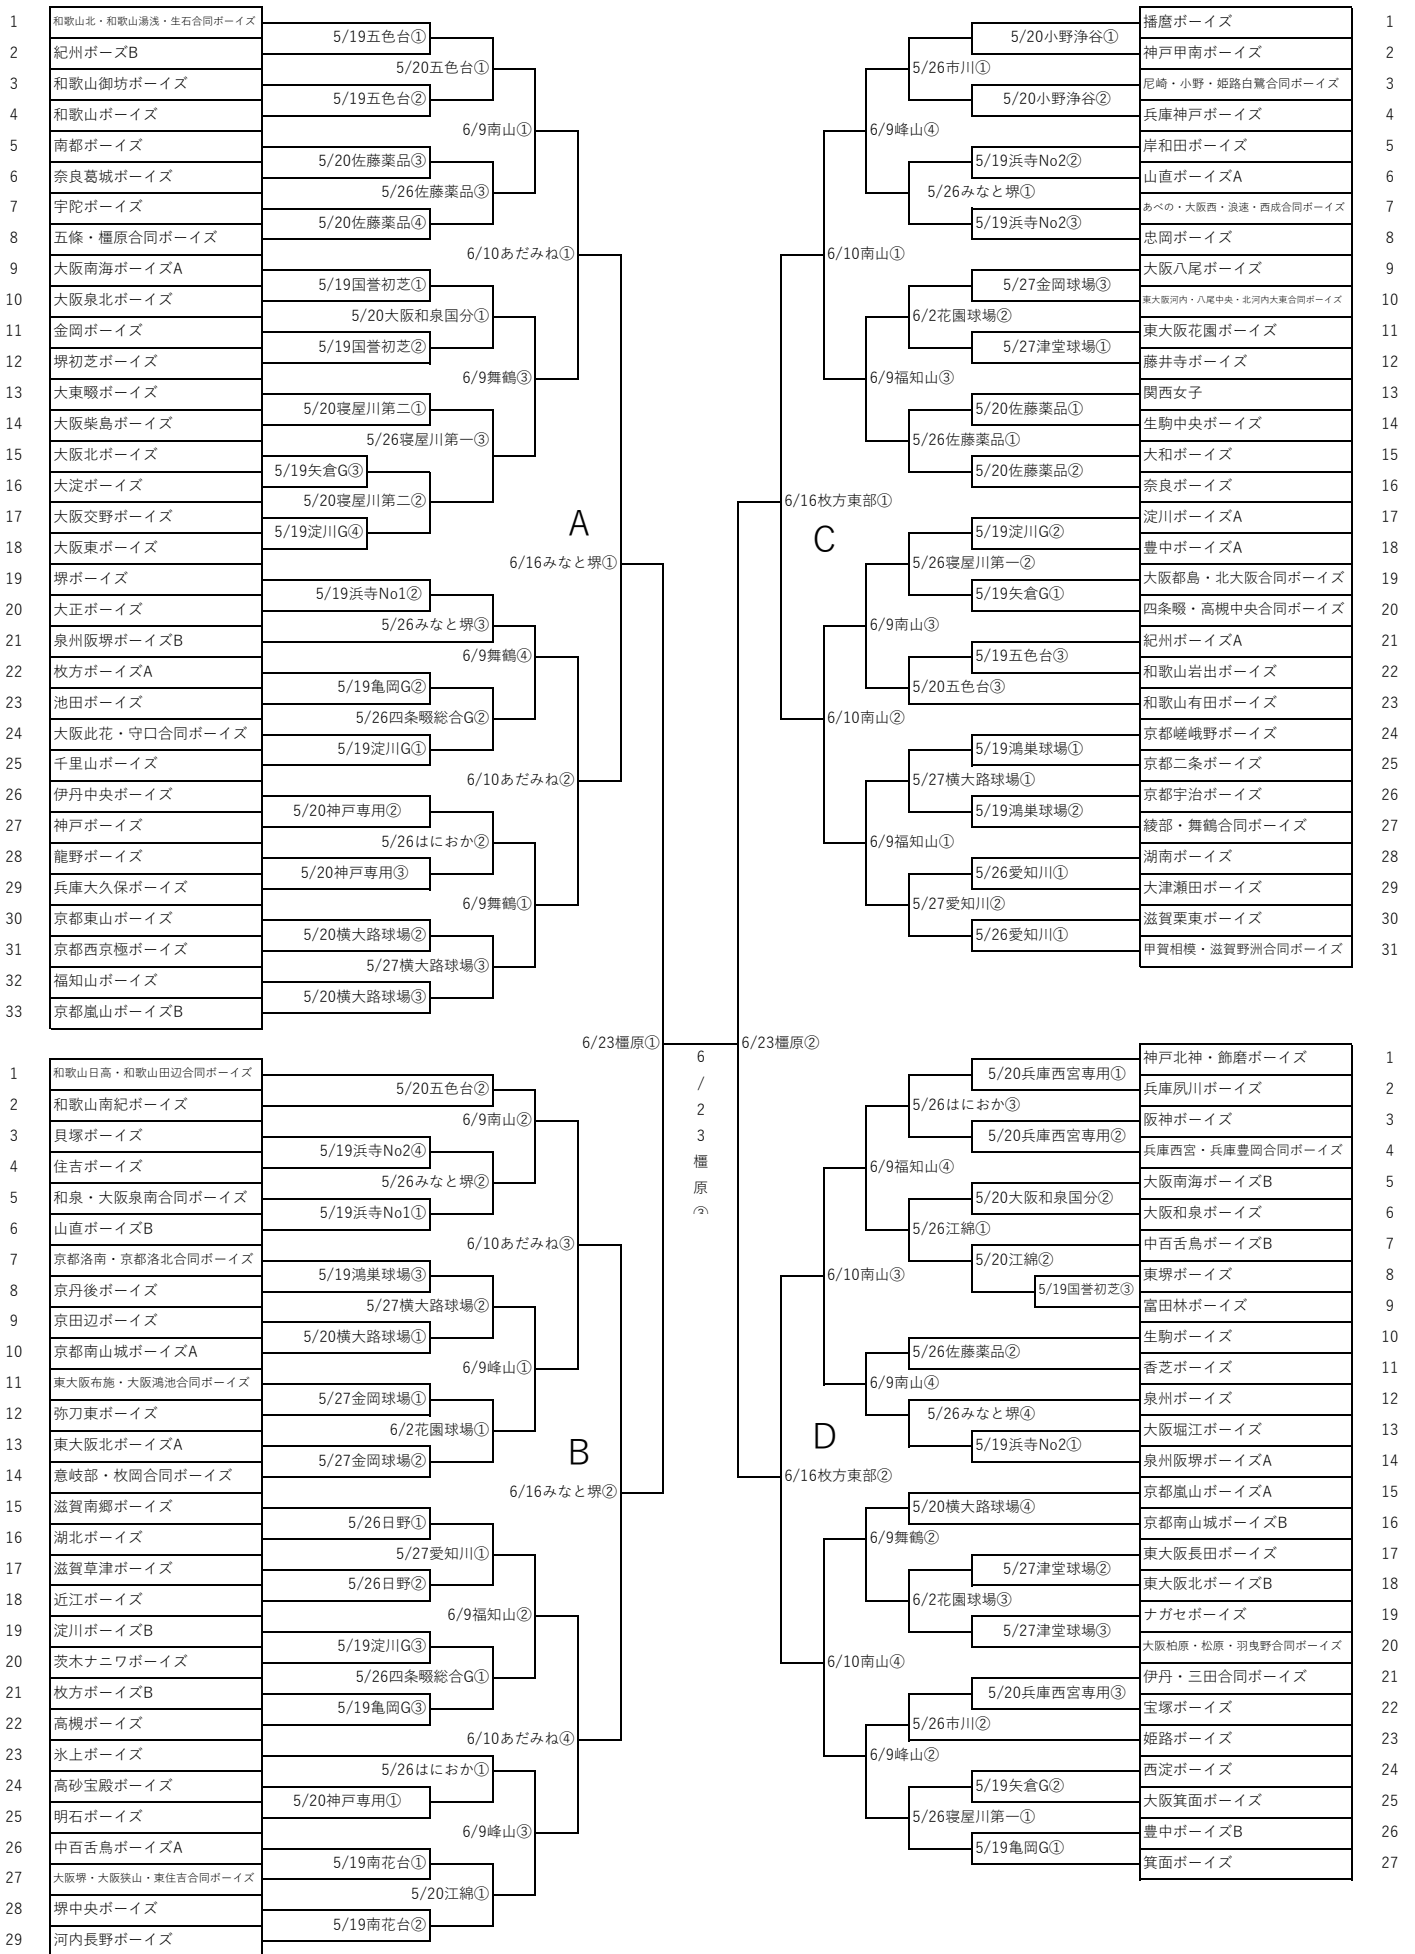 1 和歌山北・和歌山湯浅・生石合同ボーイズ
2 紀州ボーズB
3 和歌山御坊ボーイズ
4 和歌山ボーイズ
5 南都ボーイズ
6 奈良葛城ボーイズ
7 宇陀ボーイズ
8 五條・橿原合同ボーイズ
9 大阪南海ボーイズA
10 大阪泉北ボーイズ
11 金岡ボーイズ
12 堺初芝ボーイズ
13 大東畷ボーイズ
14 大阪柴島ボーイズ
15 大阪北ボーイズ
16 大淀ボーイズ
17 大阪交野ボーイズ
18 大阪東ボーイズ
19 堺ボーイズ
20 大正ボーイズ
21 泉州阪堺ボーイズB
22 枚方ボーイズA
23 池田ボーイズ
24 大阪此花・守口合同ボーイズ
25 千里山ボーイズ
26 伊丹中央ボーイズ
27 神戸ボーイズ
28 龍野ボーイズ
29 兵庫大久保ボーイズ
30 京都東山ボーイズ
31 京都西京極ボーイズ
32 福知山ボーイズ
33 京都嵐山ボーイズB
5/19五色台①
5/20五色台①
5/19五色台②
6/9南山①
5/20佐藤薬品③
5/26佐藤薬品③
5/20佐藤薬品④
6/10あだみね①
5/19国誉初芝①
5/20大阪和泉国分①
5/19国誉初芝②
6/9舞鶴③
5/20寝屋川第二①
5/26寝屋川第一③
5/19矢倉G③
5/20寝屋川第二②
5/19淀川G④
A
6/16みなと堺①
5/19浜寺No1②
5/26みなと堺③
6/9舞鶴④
5/19亀岡G②
5/26四条畷総合G②
5/19淀川G①
6/10あだみね②
5/20神戸専用②
5/26はにおか②
5/20神戸専用③
6/9舞鶴①
5/20横大路球場②
5/27横大路球場③
5/20横大路球場③
6/23橿原①
6/23橿原③
6/23橿原②
1 和歌山日高・和歌山田辺合同ボーイズ
2 和歌山南紀ボーイズ
3 貝塚ボーイズ
4 住吉ボーイズ
5 和泉・大阪泉南合同ボーイズ
6 山直ボーイズB
7 京都洛南・京都洛北合同ボーイズ
8 京丹後ボーイズ
9 京田辺ボーイズ
10 京都南山城ボーイズA
11 東大阪布施・大阪鴻池合同ボーイズ
12 弥刀東ボーイズ
13 東大阪北ボーイズA
14 意岐部・枚岡合同ボーイズ
15 滋賀南郷ボーイズ
16 湖北ボーイズ
17 滋賀草津ボーイズ
18 近江ボーイズ
19 淀川ボーイズB
20 茨木ナニワボーイズ
21 枚方ボーイズB
22 高槻ボーイズ
23 氷上ボーイズ
24 高砂宝殿ボーイズ
25 明石ボーイズ
26 中百舌鳥ボーイズA
27 大阪堺・大阪狭山・東住吉合同ボーイズ
28 堺中央ボーイズ
29 河内長野ボーイズ
5/20五色台②
6/9南山②
5/19浜寺No2④
5/26みなと堺②
5/19浜寺No1①
6/10あだみね③
5/19鴻巣球場③
5/27横大路球場②
5/20横大路球場①
6/9峰山①
5/27金岡球場①
6/2花園球場①
5/27金岡球場②
B
6/16みなと堺②
5/26日野①
5/27愛知川①
5/26日野②
6/9福知山②
5/19淀川G③
5/26四条畷総合G①
5/19亀岡G③
6/10あだみね④
5/26はにおか①
5/20神戸専用①
6/9峰山③
5/19南花台①
5/20江綿①
5/19南花台②
播磨ボーイズ 1
神戸甲南ボーイズ 2
尼崎・小野・姫路白鷺合同ボーイズ 3
兵庫神戸ボーイズ 4
岸和田ボーイズ 5
山直ボーイズA 6
あべの・大阪西・浪速・西成合同ボーイズ 7
忠岡ボーイズ 8
大阪八尾ボーイズ 9
東大阪河内・八尾中央・北河内大東合同ボーイズ 10
東大阪花園ボーイズ 11
藤井寺ボーイズ 12
関西女子 13
生駒中央ボーイズ 14
大和ボーイズ 15
奈良ボーイズ 16
淀川ボーイズA 17
豊中ボーイズA 18
大阪都島・北大阪合同ボーイズ 19
四条畷・高槻中央合同ボーイズ 20
紀州ボーイズA 21
和歌山岩出ボーイズ 22
和歌山有田ボーイズ 23
京都嵯峨野ボーイズ 24
京都二条ボーイズ 25
京都宇治ボーイズ 26
綾部・舞鶴合同ボーイズ 27
湖南ボーイズ 28
大津瀬田ボーイズ 29
滋賀栗東ボーイズ 30
甲賀相模・滋賀野洲合同ボーイズ 31
5/20小野浄谷①
5/26市川①
5/20小野浄谷②
6/9峰山④
5/19浜寺No2②
5/26みなと堺①
5/19浜寺No2③
6/10南山①
5/27金岡球場③
6/2花園球場②
5/27津堂球場①
6/9福知山③
5/20佐藤薬品①
5/26佐藤薬品①
5/20佐藤薬品②
6/16枚方東部①
C
5/19淀川G②
5/26寝屋川第一②
5/19矢倉G①
6/9南山③
5/19五色台③
5/20五色台③
6/10南山②
5/19鴻巣球場①
5/27横大路球場①
5/19鴻巣球場②
6/9福知山①
5/26愛知川①
5/27愛知川②
5/26愛知川①
神戸北神・飾磨ボーイズ 1
兵庫夙川ボーイズ 2
阪神ボーイズ 3
兵庫西宮・兵庫豊岡合同ボーイズ 4
大阪南海ボーイズB 5
大阪和泉ボーイズ 6
中百舌鳥ボーイズB 7
東堺ボーイズ 8
富田林ボーイズ 9
生駒ボーイズ 10
香芝ボーイズ 11
泉州ボーイズ 12
大阪堀江ボーイズ 13
泉州阪堺ボーイズA 14
京都嵐山ボーイズA 15
京都南山城ボーイズB 16
東大阪長田ボーイズ 17
東大阪北ボーイズB 18
ナガセボーイズ 19
大阪柏原・松原・羽曳野合同ボーイズ 20
伊丹・三田合同ボーイズ 21
宝塚ボーイズ 22
姫路ボーイズ 23
西淀ボーイズ 24
大阪箕面ボーイズ 25
豊中ボーイズB 26
箕面ボーイズ 27
5/20兵庫西宮専用①
5/26はにおか③
5/20兵庫西宮専用②
6/9福知山④
5/20大阪和泉国分②
5/26江綿①
5/20江綿②
5/19国誉初芝③
6/10南山③
5/26佐藤薬品②
6/9南山④
5/26みなと堺④
5/19浜寺No2①
D
6/16枚方東部②
5/20横大路球場④
6/9舞鶴②
5/27津堂球場②
6/2花園球場③
5/27津堂球場③
6/10南山④
5/20兵庫西宮専用③
5/26市川②
6/9峰山②
5/19矢倉G②
5/26寝屋川第一①
5/19亀岡G①